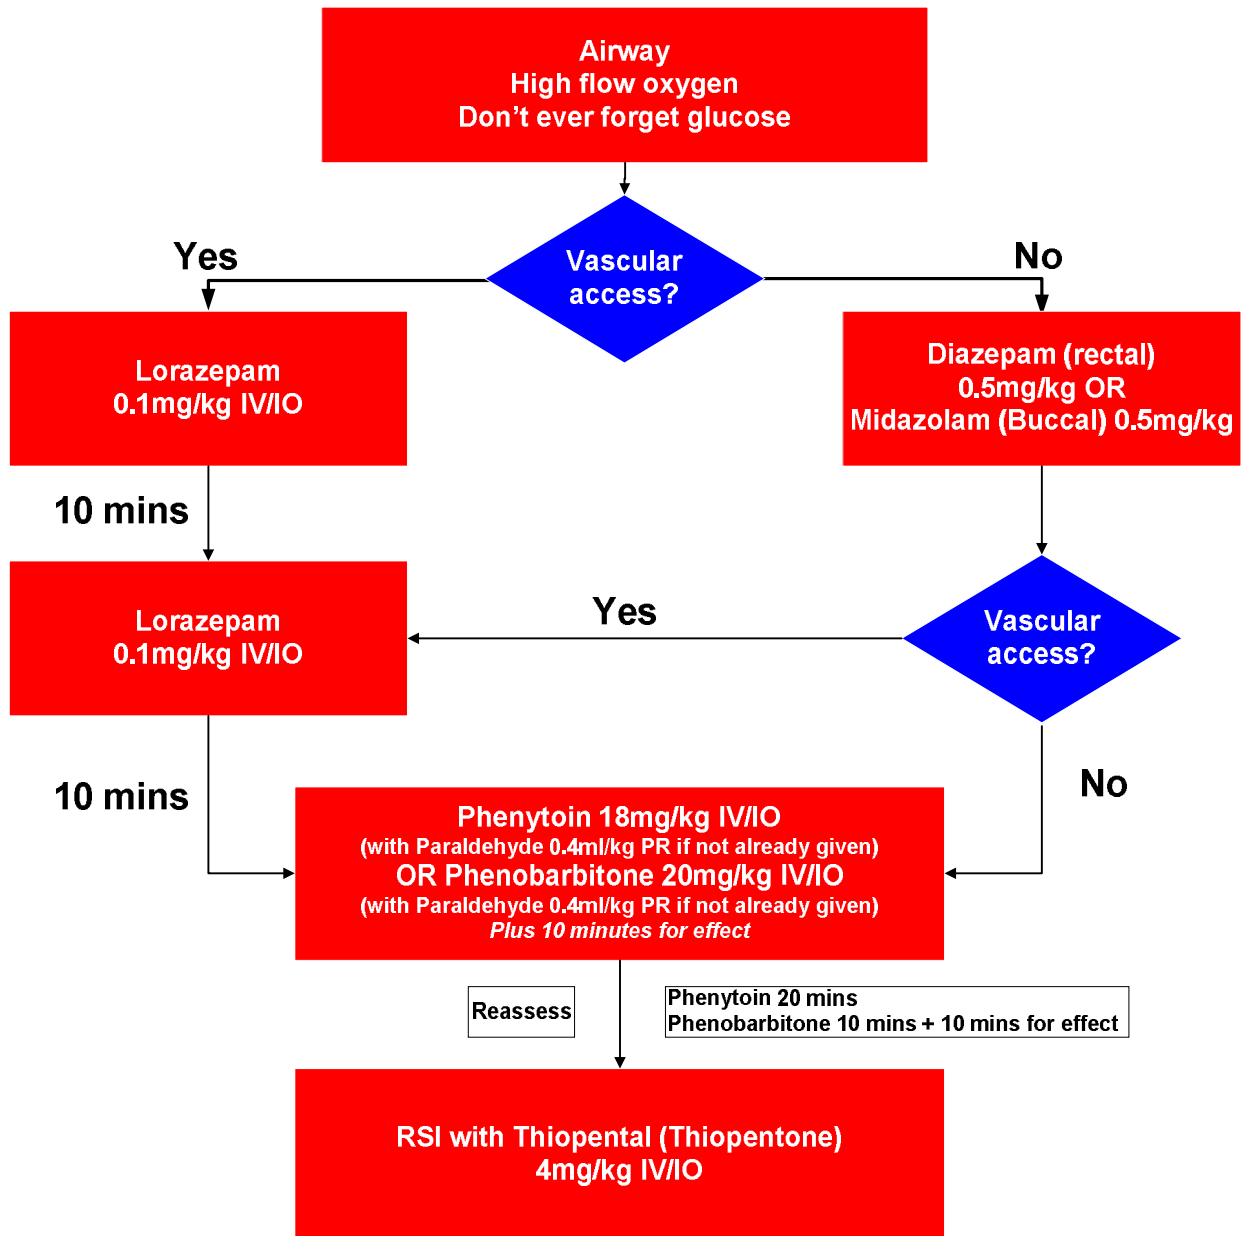 Airway
High flow oxygen
Don't ever forget glucose
Yes
Vascular
access?
No
Lorazepam
0.1mg/kg IV/IO
Diazepam (rectal)
0.5mg/kg OR
Midazolam (Buccal) 0.5mg/kg
10 mins
Lorazepam
0.1mg/kg IV/IO
Yes
Vascular
access?
10 mins
No
Phenytoin 18mg/kg IV/IO
(with Paraldehyde 0.4ml/kg PR if not already given)
OR Phenobarbitone 20mg/kg IV/IO
(with Paraldehyde 0.4ml/kg PR if not already given)
Plus 10 minutes for effect
Reassess
Phenytoin 20 mins
Phenobarbitone 10 mins + 10 mins for effect
RSI with Thiopental (Thiopentone)
4mg/kg IV/IO